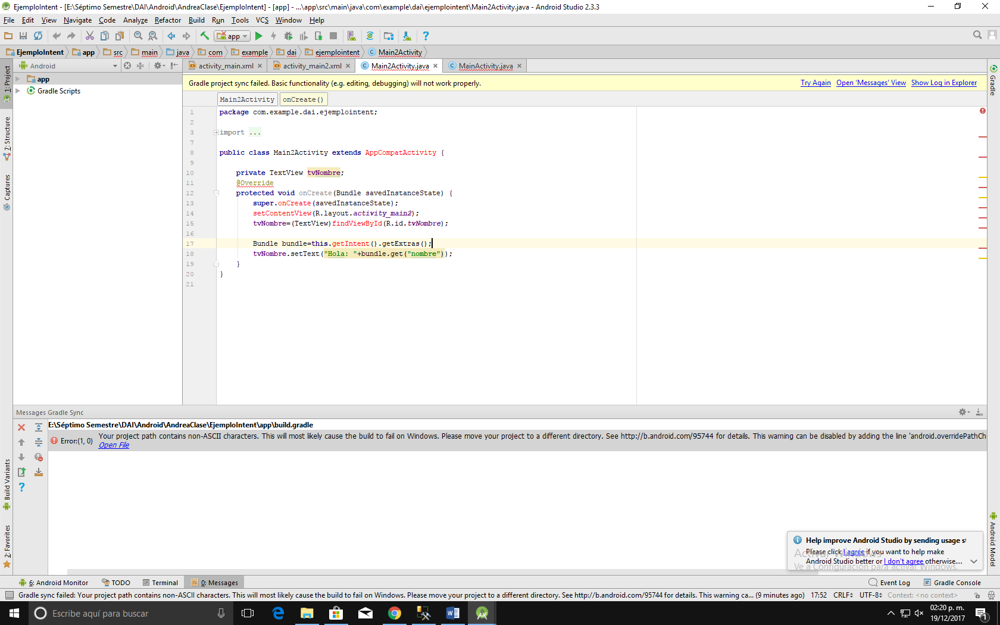 EjemploIntent - [E:\Séptimo Semestre\DAI\Android\AndreaClase\EjemploIntent] - [app] - ...\app\src\main\java\com\example\dai\ejemplointent\Main2Activity.java - Android Studio 2.3.3
File Edit View Navigate Code Analyze Refactor Build Run Tools VCS Window Help
app
EjemploIntent app src main java com example dai ejemplointent Main2Activity
Android activity_main.xml activity_main2.xml Main2Activity.java MainActivity.java
1: Project
7: Structure
Captures
Build Variants
2: Favorites
app
Gradle Scripts
Gradle project sync failed. Basic functionality (e.g. editing, debugging) will not work properly. Try Again Open 'Messages' View Show Log in Explorer
Main2Activity onCreate()
1 package com.example.dai.ejemplointent;
2
3 import ...
7
8 public class Main2Activity extends AppCompatActivity {
9
10 private TextView tvNombre;
11 @Override
12 protected void onCreate(Bundle savedInstanceState) {
13 super.onCreate(savedInstanceState);
14 setContentView(R.layout.activity_main2);
15 tvNombre=(TextView)findViewById(R.id.tvNombre);
16
17 Bundle bundle=this.getIntent().getExtras();
18 tvNombre.setText("Hola: "+bundle.get("nombre"));
19 }
20 }
21
Gradle
Android Model
Messages Gradle Sync
E:\Séptimo Semestre\DAI\Android\AndreaClase\EjemploIntent\app\build.gradle
Error:(1, 0) Your project path contains non-ASCII characters. This will most likely cause the build to fail on Windows. Please move your project to a different directory. See http://b.android.com/95744 for details. This warning can be disabled by adding the line 'android.overridePathCh
Open File
Help improve Android Studio by sending usage st
Please click I agree if you want to help make
Android Studio better or I don't agree otherwise....
Activar Windows
Ve a Configuración para activar Windows.
6: Android Monitor TODO Terminal 0: Messages Event Log Gradle Console
Gradle sync failed: Your project path contains non-ASCII characters. This will most likely cause the build to fail on Windows. Please move your project to a different directory. See http://b.android.com/95744 for details. This warning ca... (9 minutes ago) 17:52 CRLF UTF-8 Context: <no context>
Escribe aquí para buscar
02:20 p. m.
19/12/2017
1